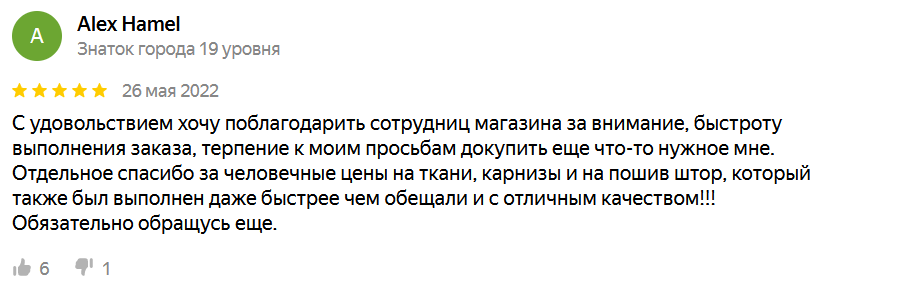 A
Alex Hamel
Знаток города 19 уровня
26 мая 2022
С удовольствием хочу поблагодарить сотрудниц магазина за внимание, быстроту
выполнения заказа, терпение к моим просьбам докупить еще что-то нужное мне.
Отдельное спасибо за человечные цены на ткани, карнизы и на пошив штор, который
также был выполнен даже быстрее чем обещали и с отличным качеством!!!
Обязательно обращусь еще.
6 1